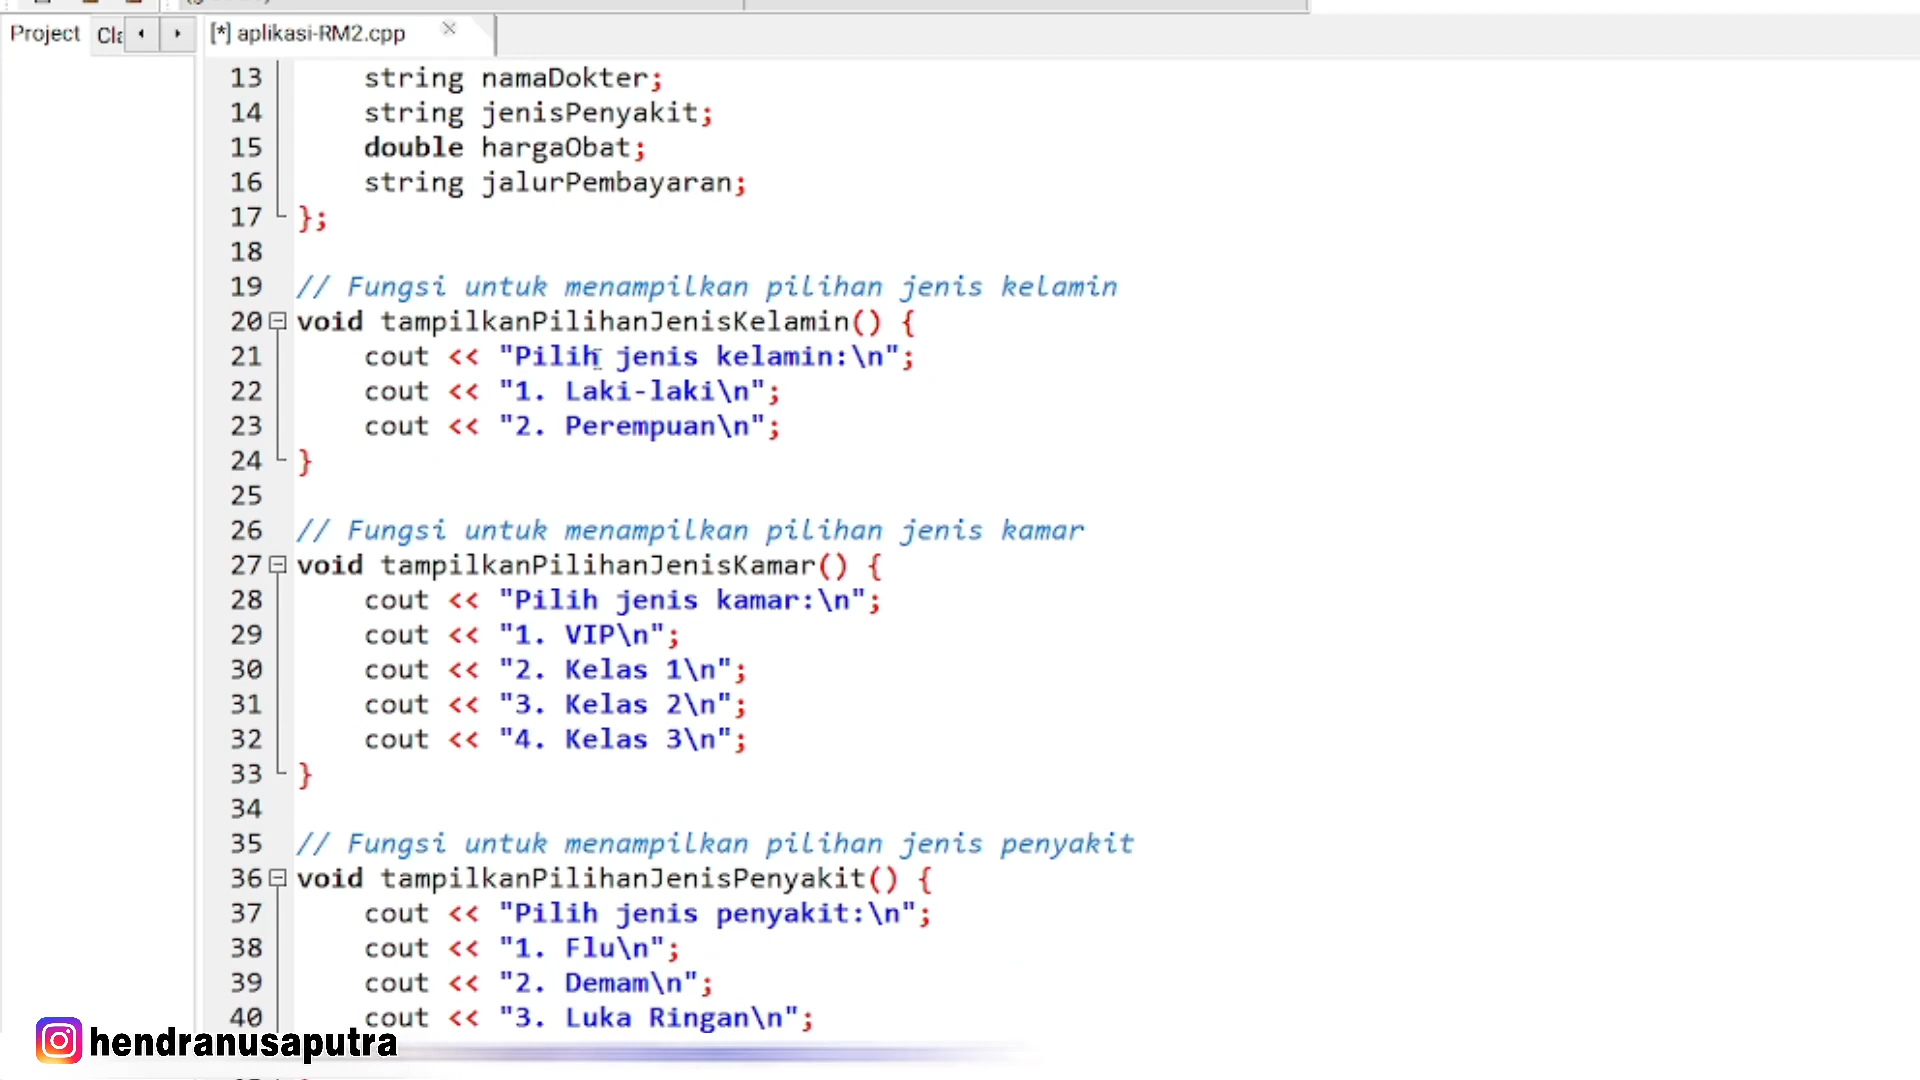 Project
Cla
[*] aplikasi-RM2.cpp
13 string namaDokter;
14 string jenisPenyakit;
15 double hargaObat;
16 string jalurPembayaran;
17 };
18
19 // Fungsi untuk menampilkan pilihan jenis kelamin
20 void tampilkanPilihanJenisKelamin() {
21 cout << "Pilih jenis kelamin:\n";
22 cout << "1. Laki-laki\n";
23 cout << "2. Perempuan\n";
24 }
25
26 // Fungsi untuk menampilkan pilihan jenis kamar
27 void tampilkanPilihanJenisKamar() {
28 cout << "Pilih jenis kamar:\n";
29 cout << "1. VIP\n";
30 cout << "2. Kelas 1\n";
31 cout << "3. Kelas 2\n";
32 cout << "4. Kelas 3\n";
33 }
34
35 // Fungsi untuk menampilkan pilihan jenis penyakit
36 void tampilkanPilihanJenisPenyakit() {
37 cout << "Pilih jenis penyakit:\n";
38 cout << "1. Flu\n";
39 cout << "2. Demam\n";
40 cout << "3. Luka Ringan\n";
hendranusaputra